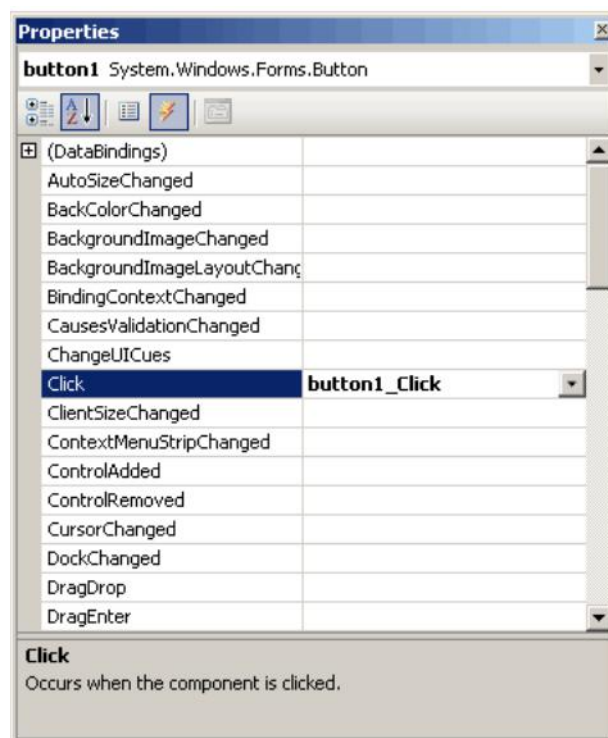 Properties
button1 System.Windows.Forms.Button
(DataBindings)
AutoSizeChanged
BackColorChanged
BackgroundImageChanged
BackgroundImageLayoutChang
BindingContextChanged
CausesValidationChanged
ChangeUICues
Click button1_Click
ClientSizeChanged
ContextMenuStripChanged
ControlAdded
ControlRemoved
CursorChanged
DockChanged
DragDrop
DragEnter
Click
Occurs when the component is clicked.